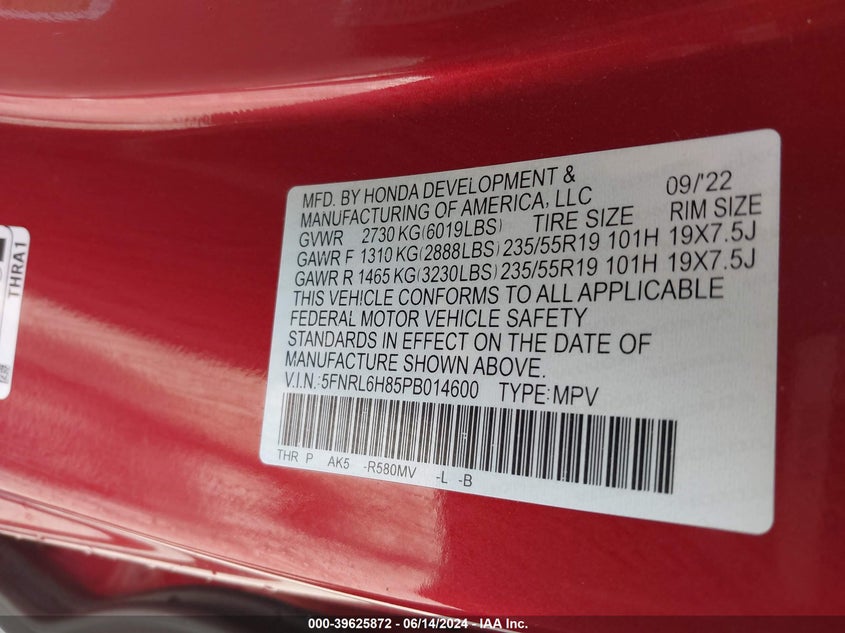 MFD. BY HONDA DEVELOPMENT & 09/'22
MANUFACTURING OF AMERICA, LLC
GVWR 2730 KG(6019LBS) TIRE SIZE RIM SIZE
GAWR F 1310 KG(2888LBS) 235/55R19 101H 19X7.5J
GAWR R 1465 KG(3230LBS) 235/55R19 101H 19X7.5J
THIS VEHICLE CONFORMS TO ALL APPLICABLE
FEDERAL MOTOR VEHICLE SAFETY
STANDARDS IN EFFECT ON THE DATE OF
MANUFACTURE SHOWN ABOVE.
V.I.N.:5FNRL6H85PB014600 TYPE:MPV
THR P AK5 -R580MV -L -B
THRA1
000-39625872 - 06/14/2024 - IAA Inc.